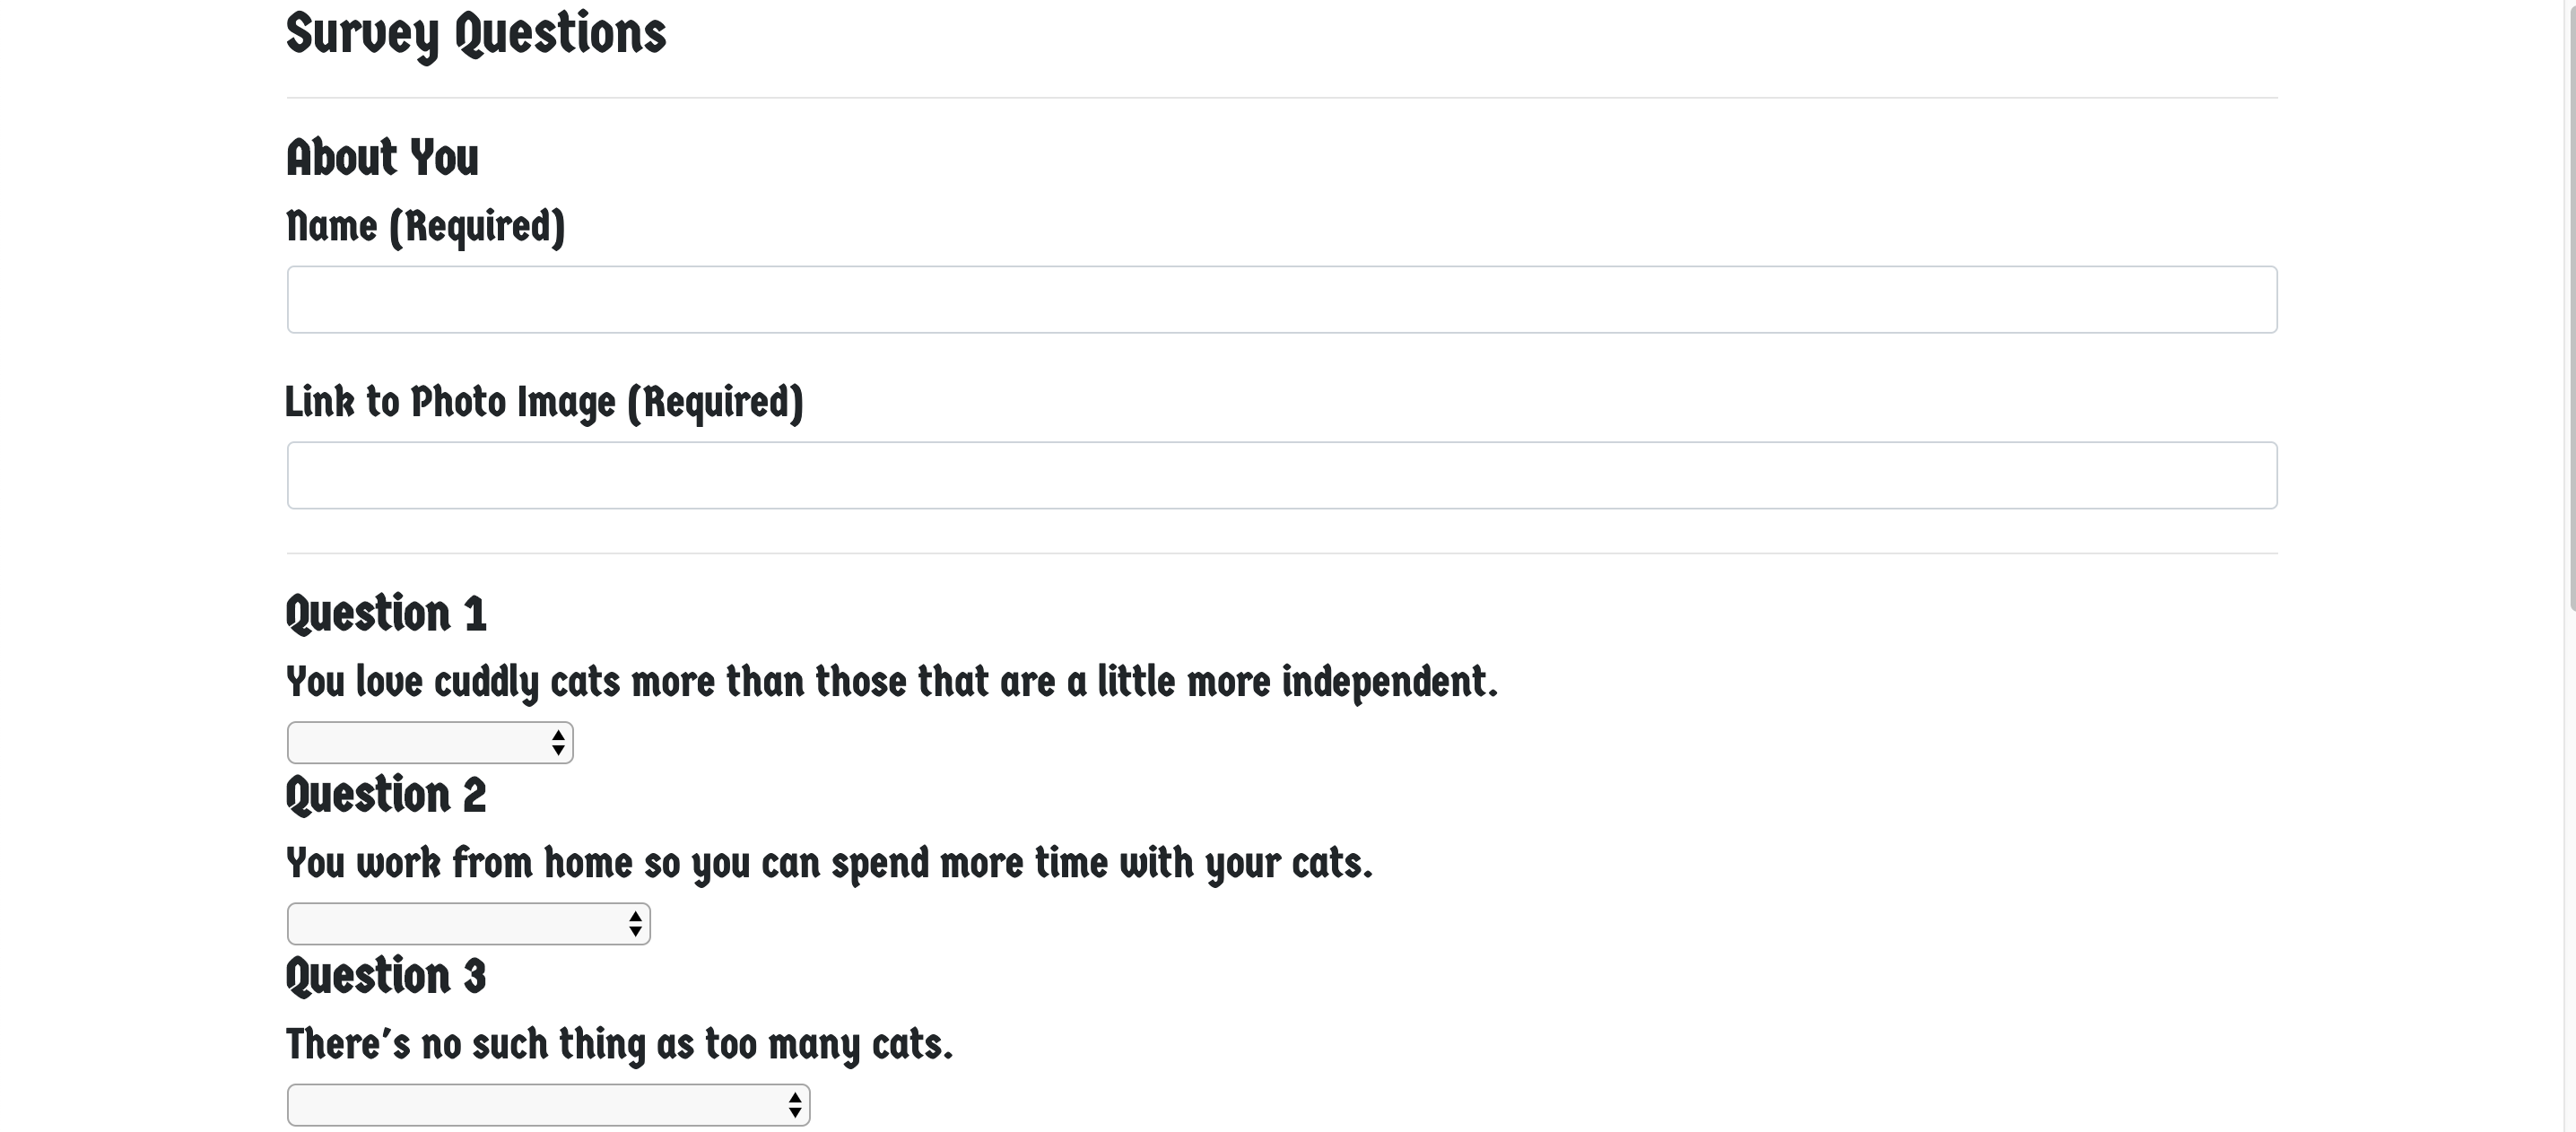 Survey Questions
About You
Name (Required)
Link to Photo Image (Required)
Question 1
You love cuddly cats more than those that are a little more independent.
Question 2
You work from home so you can spend more time with your cats.
Question 3
There's no such thing as too many cats.